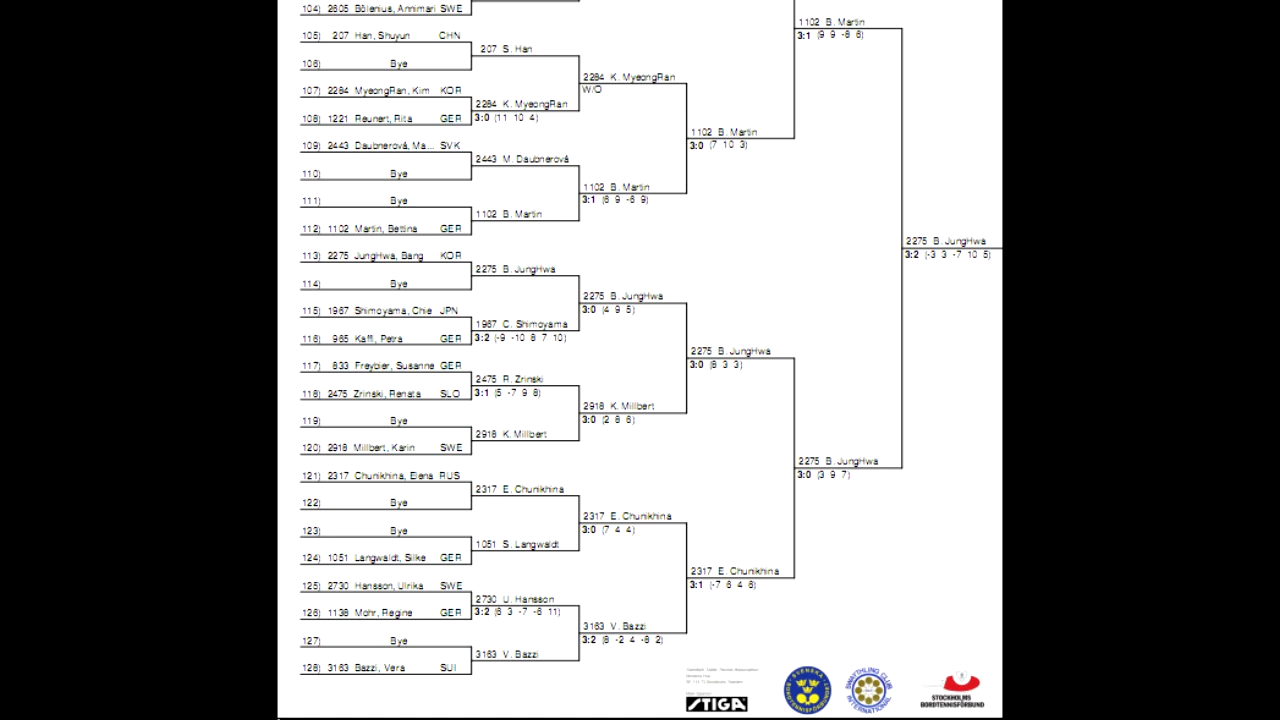 104) 2805 Bölenius, Annimari SWE
1102 B. Martin
3:1 (9 9 -8 6)
105) 207 Han, Shuyun CHN
207 S. Han
106) Bye
2284 K. MyeongRan
W/O
107) 2284 MyeongRan, Kim KOR
2284 K. MyeongRan
3:0 (11 10 4)
108) 1221 Reunert, Rita GER
1102 B. Martin
3:0 (7 10 3)
109) 2443 Daubnerová, Ma... SVK
2443 M. Daubnerová
110) Bye
1102 B. Martin
3:1 (6 9 -6 9)
111) Bye
1102 B. Martin
112) 1102 Martin, Bettina GER
2275 B. JungHwa
3:2 (-3 3 -7 10 5)
113) 2275 JungHwa, Bang KOR
2275 B. JungHwa
114) Bye
2275 B. JungHwa
3:0 (4 9 5)
115) 1967 Shimoyama, Chie JPN
1967 C. Shimoyama
3:2 (-9 -10 8 7 10)
116) 965 Kaffl, Petra GER
2275 B. JungHwa
3:0 (8 3 3)
117) 833 Freybier, Susanne GER
2475 R. Zrinski
3:1 (5 -7 9 8)
118) 2475 Zrinski, Renata SLO
2918 K. Millbert
3:0 (2 8 6)
119) Bye
2918 K. Millbert
120) 2918 Millbert, Karin SWE
2275 B. JungHwa
3:0 (3 9 7)
121) 2317 Chunikhina, Elena RUS
2317 E. Chunikhina
122) Bye
2317 E. Chunikhina
3:0 (7 4 4)
123) Bye
1051 S. Langwaldt
124) 1051 Langwaldt, Silke GER
2317 E. Chunikhina
3:1 (-7 6 4 6)
125) 2730 Hansson, Ulrika SWE
2730 U. Hansson
3:2 (6 3 -7 -6 11)
126) 1138 Mohr, Regine GER
3163 V. Bazzi
3:2 (8 -2 4 -8 2)
127) Bye
3163 V. Bazzi
128) 3163 Bazzi, Vera SUI
STIGA
SVENSKA
BORDTENNISFÖRBUNDET
SWAYTHLING CLUB
INTERNATIONAL
STOCKHOLMS
BORDTENNISFÖRBUND